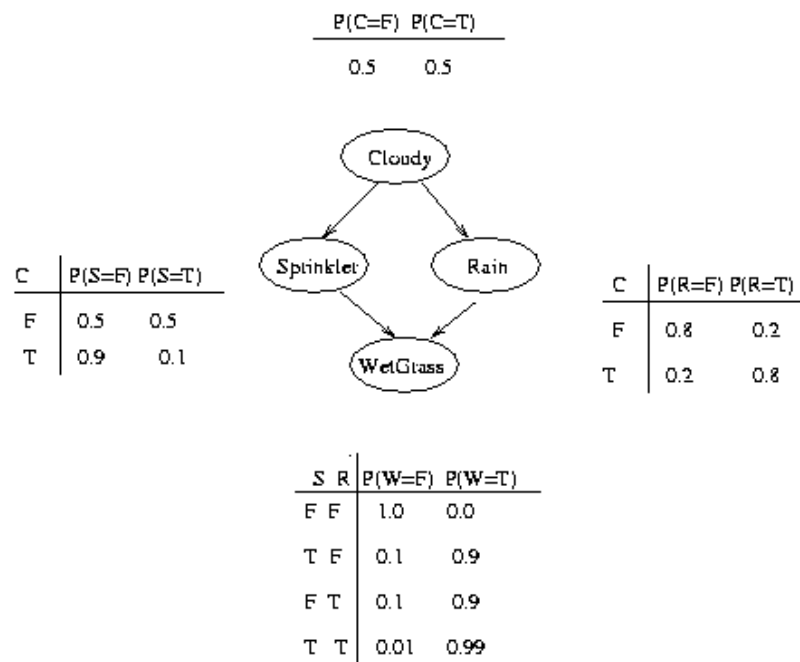 P(C=F) P(C=T)
0.5 0.5
Cloudy
Sprinkler
Rain
C P(S=F) P(S=T)
F 0.5 0.5
T 0.9 0.1
C P(R=F) P(R=T)
F 0.8 0.2
T 0.2 0.8
WetGrass
S R P(W=F) P(W=T)
F F 1.0 0.0
T F 0.1 0.9
F T 0.1 0.9
T T 0.01 0.99